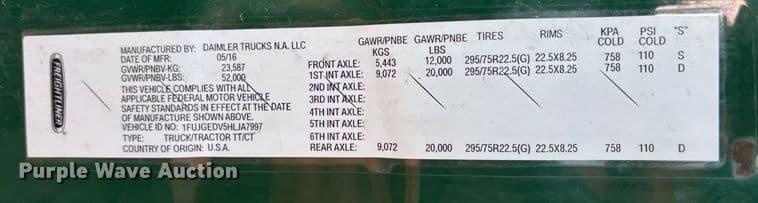 FREIGHTLINER
MANUFACTURED BY: DAIMLER TRUCKS N.A. LLC
DATE OF MFR: 05/16
GVWR/PNBV-KG: 23,587
GVWR/PNBV-LBS: 52,000
THIS VEHICLE COMPLIES WITH ALL
APPLICABLE FEDERAL MOTOR VEHICLE
SAFETY STANDARDS IN EFFECT AT THE DATE
OF MANUFACTURE SHOWN ABOVE.
VEHICLE ID NO: 1FUJGEDV5HLJA7997
TYPE: TRUCK/TRACTOR TT/CT
COUNTRY OF ORIGIN: U.S.A.
GAWR/PNBE GAWR/PNBE TIRES RIMS KPA PSI "S"
KGS LBS COLD COLD
FRONT AXLE: 5,443 12,000 295/75R22.5(G) 22.5X8.25 758 110 S
1ST INT AXLE: 9,072 20,000 295/75R22.5(G) 22.5X8.25 758 110 D
2ND INT AXLE:
3RD INT AXLE:
4TH INT AXLE:
5TH INT AXLE:
6TH INT AXLE:
REAR AXLE: 9,072 20,000 295/75R22.5(G) 22.5X8.25 758 110 D
Purple Wave Auction